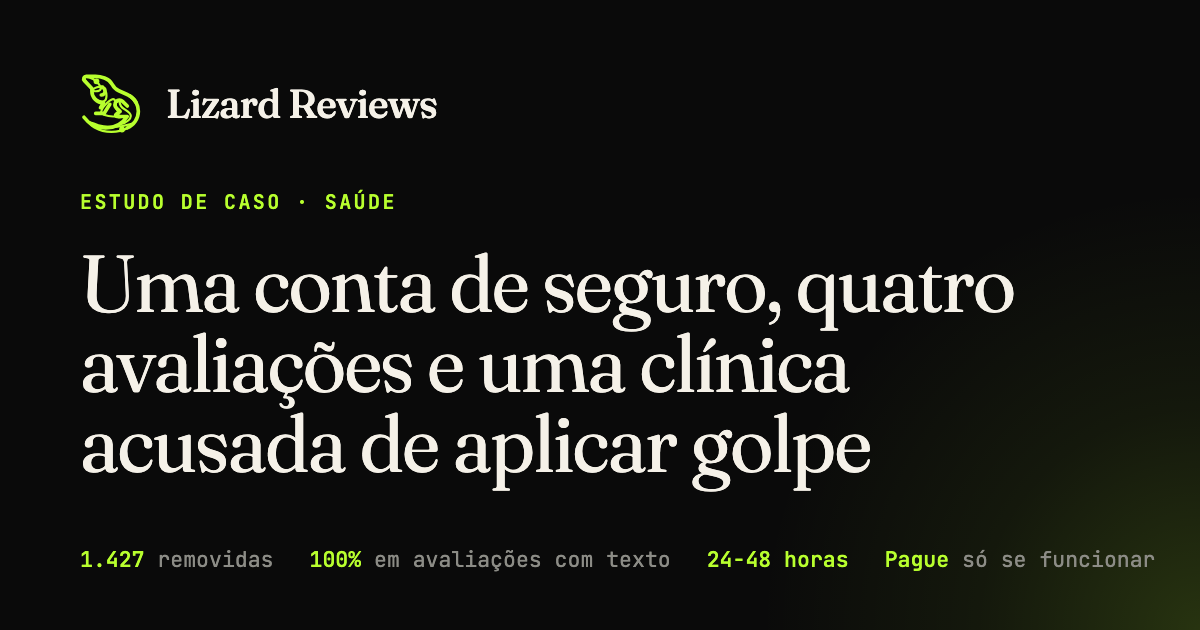 Lizard Reviews
ESTUDO DE CASO · SAÚDE
Uma conta de seguro, quatro
avaliações e uma clínica
acusada de aplicar golpe
1.427 removidas 100% em avaliações com texto 24-48 horas Pague só se funcionar